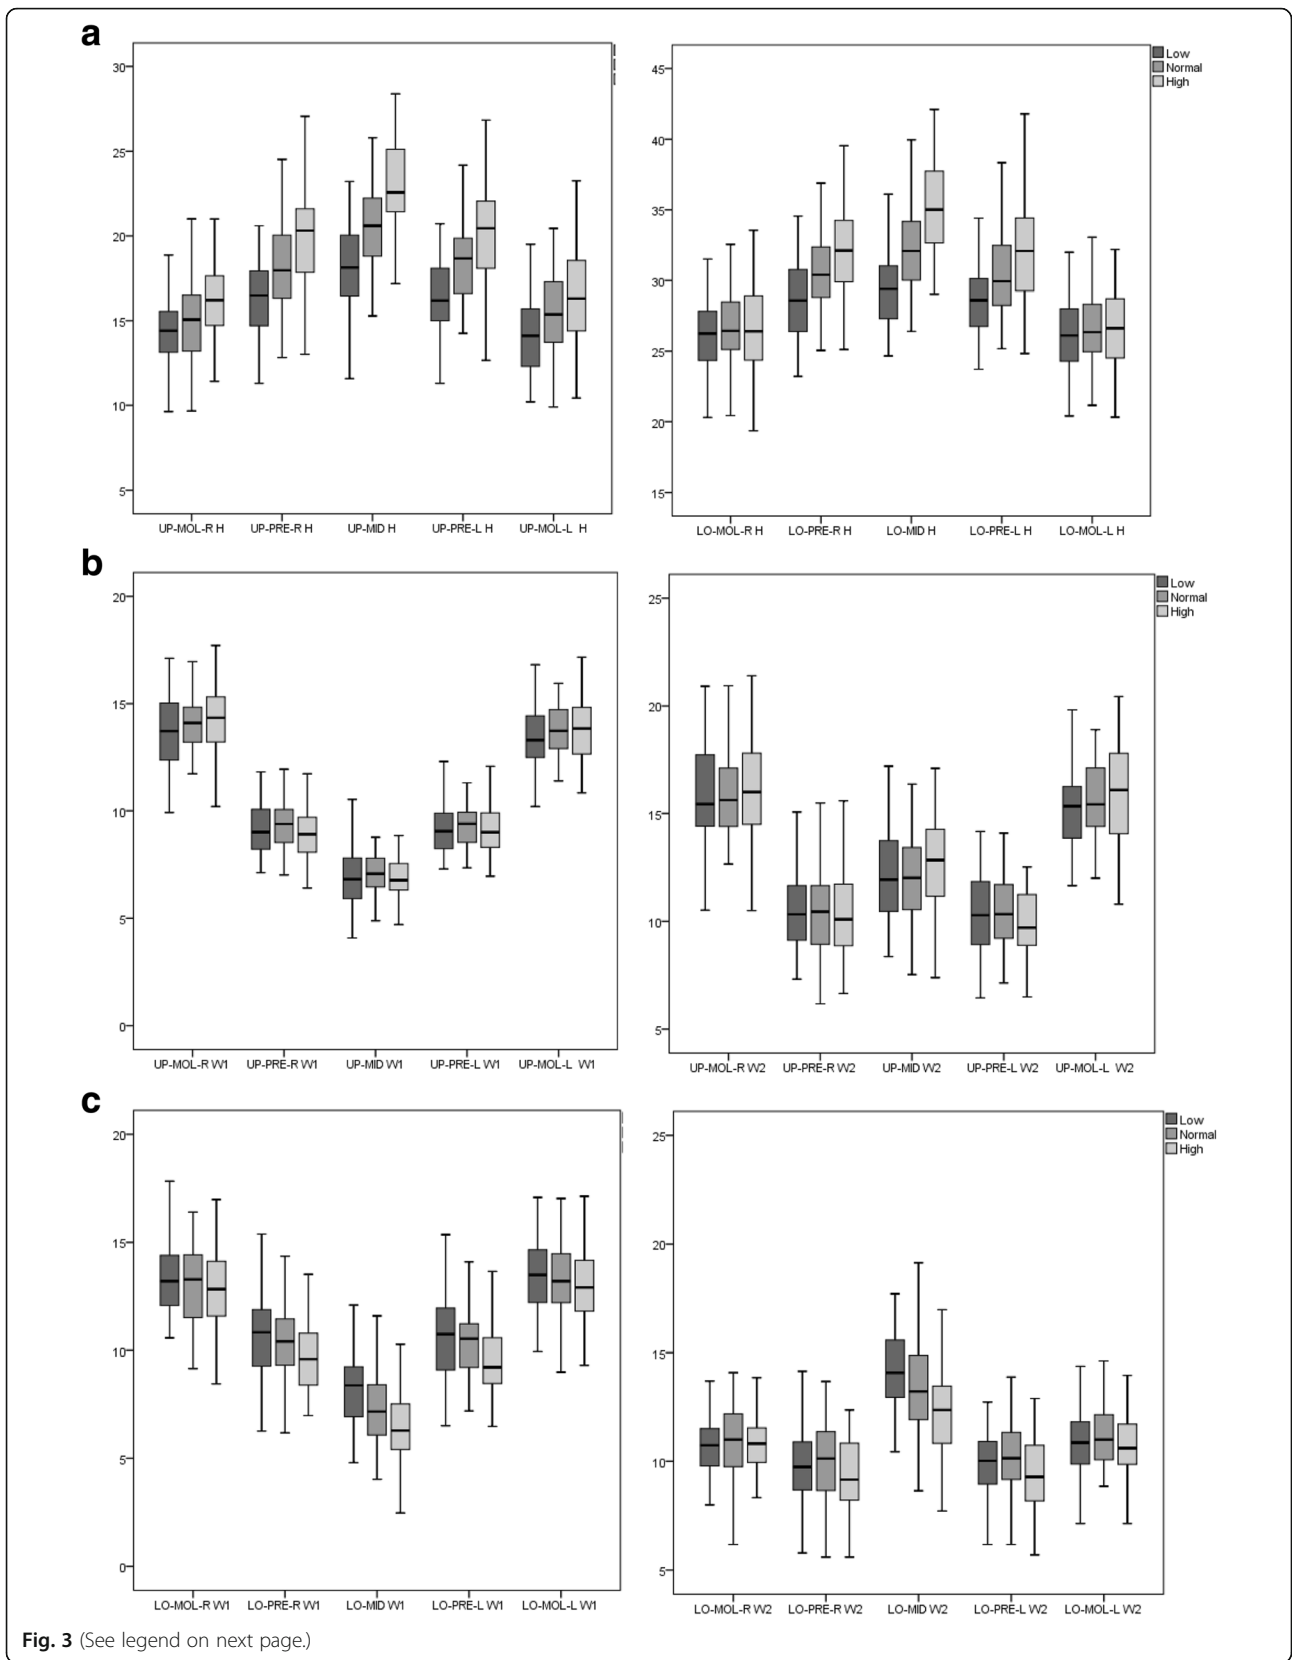 a
30
25
20
15
10
5
UP-MOL-R H UP-PRE-R H UP-MID H UP-PRE-L H UP-MOL-L H
45
40
35
30
25
20
15
LO-MOL-R H LO-PRE-R H LO-MID H LO-PRE-L H LO-MOL-L H
Low
Normal
High
b
20
15
10
5
0
UP-MOL-R W1 UP-PRE-R W1 UP-MID W1 UP-PRE-L W1 UP-MOL-L W1
25
20
15
10
5
UP-MOL-R W2 UP-PRE-R W2 UP-MID W2 UP-PRE-L W2 UP-MOL-L W2
Low
Normal
High
c
20
15
10
5
0
LO-MOL-R W1 LO-PRE-R W1 LO-MID W1 LO-PRE-L W1 LO-MOL-L W1
25
20
15
10
5
LO-MOL-R W2 LO-PRE-R W2 LO-MID W2 LO-PRE-L W2 LO-MOL-L W2
Low
Normal
High
Fig. 3 (See legend on next page.)